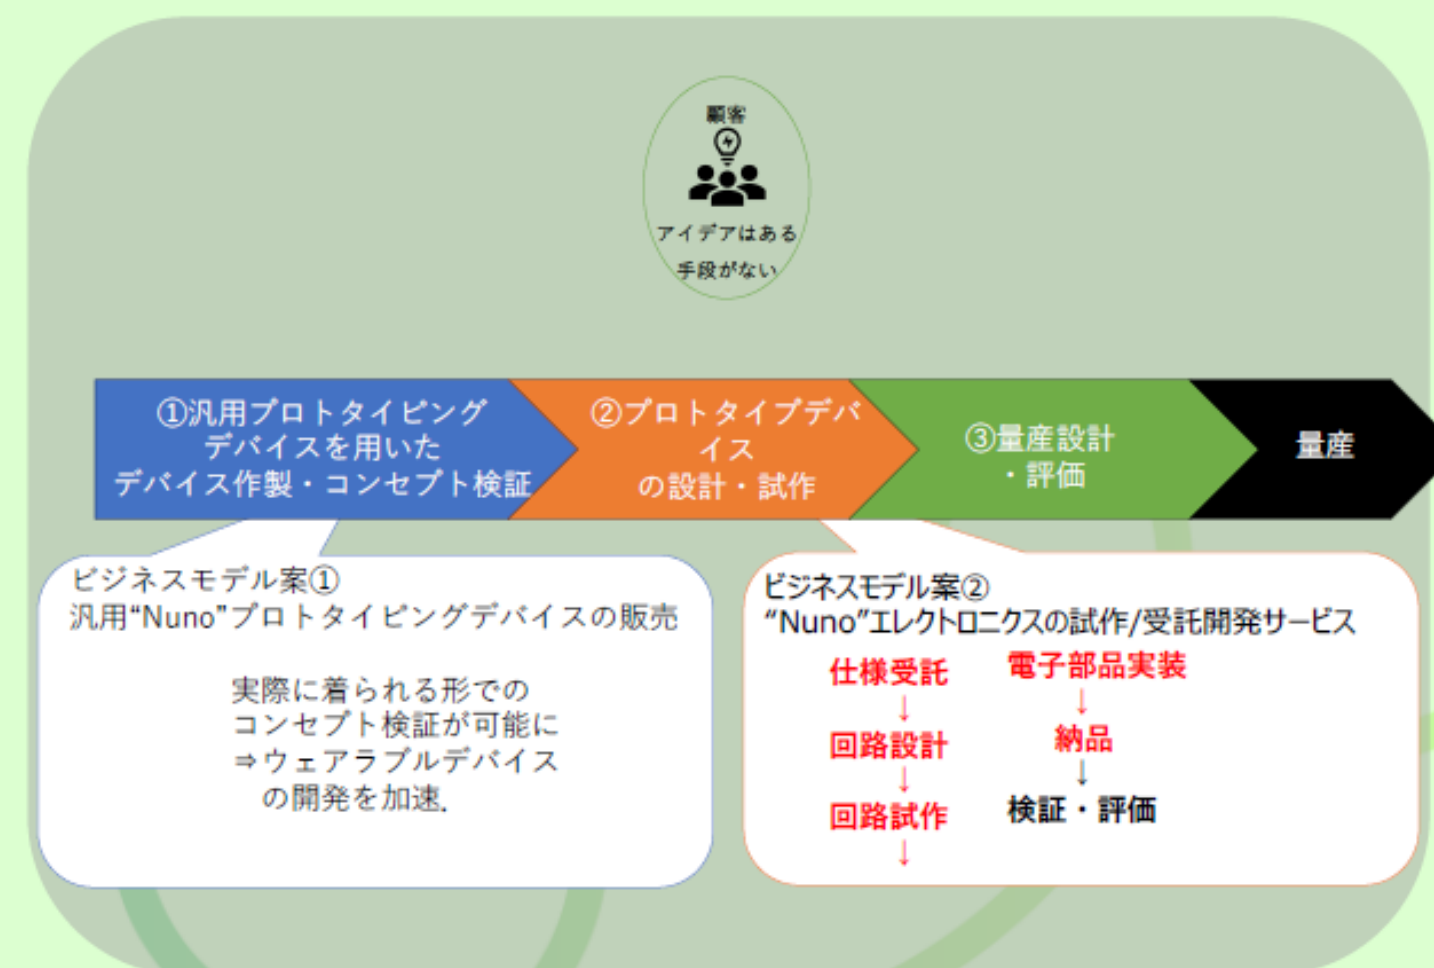 顧客
アイデアはある
手段がない
①汎用プロトタイピング
デバイスを用いた
デバイス作製・コンセプト検証
②プロトタイプデバ
イス
の設計・試作
③量産設計
・評価
量産
ビジネスモデル案①
汎用“Nuno”プロトタイピングデバイスの販売
実際に着られる形での
コンセプト検証が可能に
⇒ウェアラブルデバイス
の開発を加速.
ビジネスモデル案②
“Nuno”エレクトロニクスの試作/受託開発サービス
仕様受託
↓
回路設計
↓
回路試作
↓
電子部品実装
↓
納品
↓
検証・評価